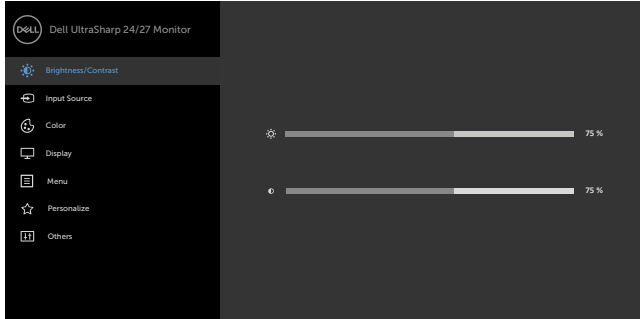 DELL
Dell UltraSharp 24/27 Monitor
Brightness/Contrast
Input Source
Color
75 %
Display
Menu
75 %
Personalize
Others